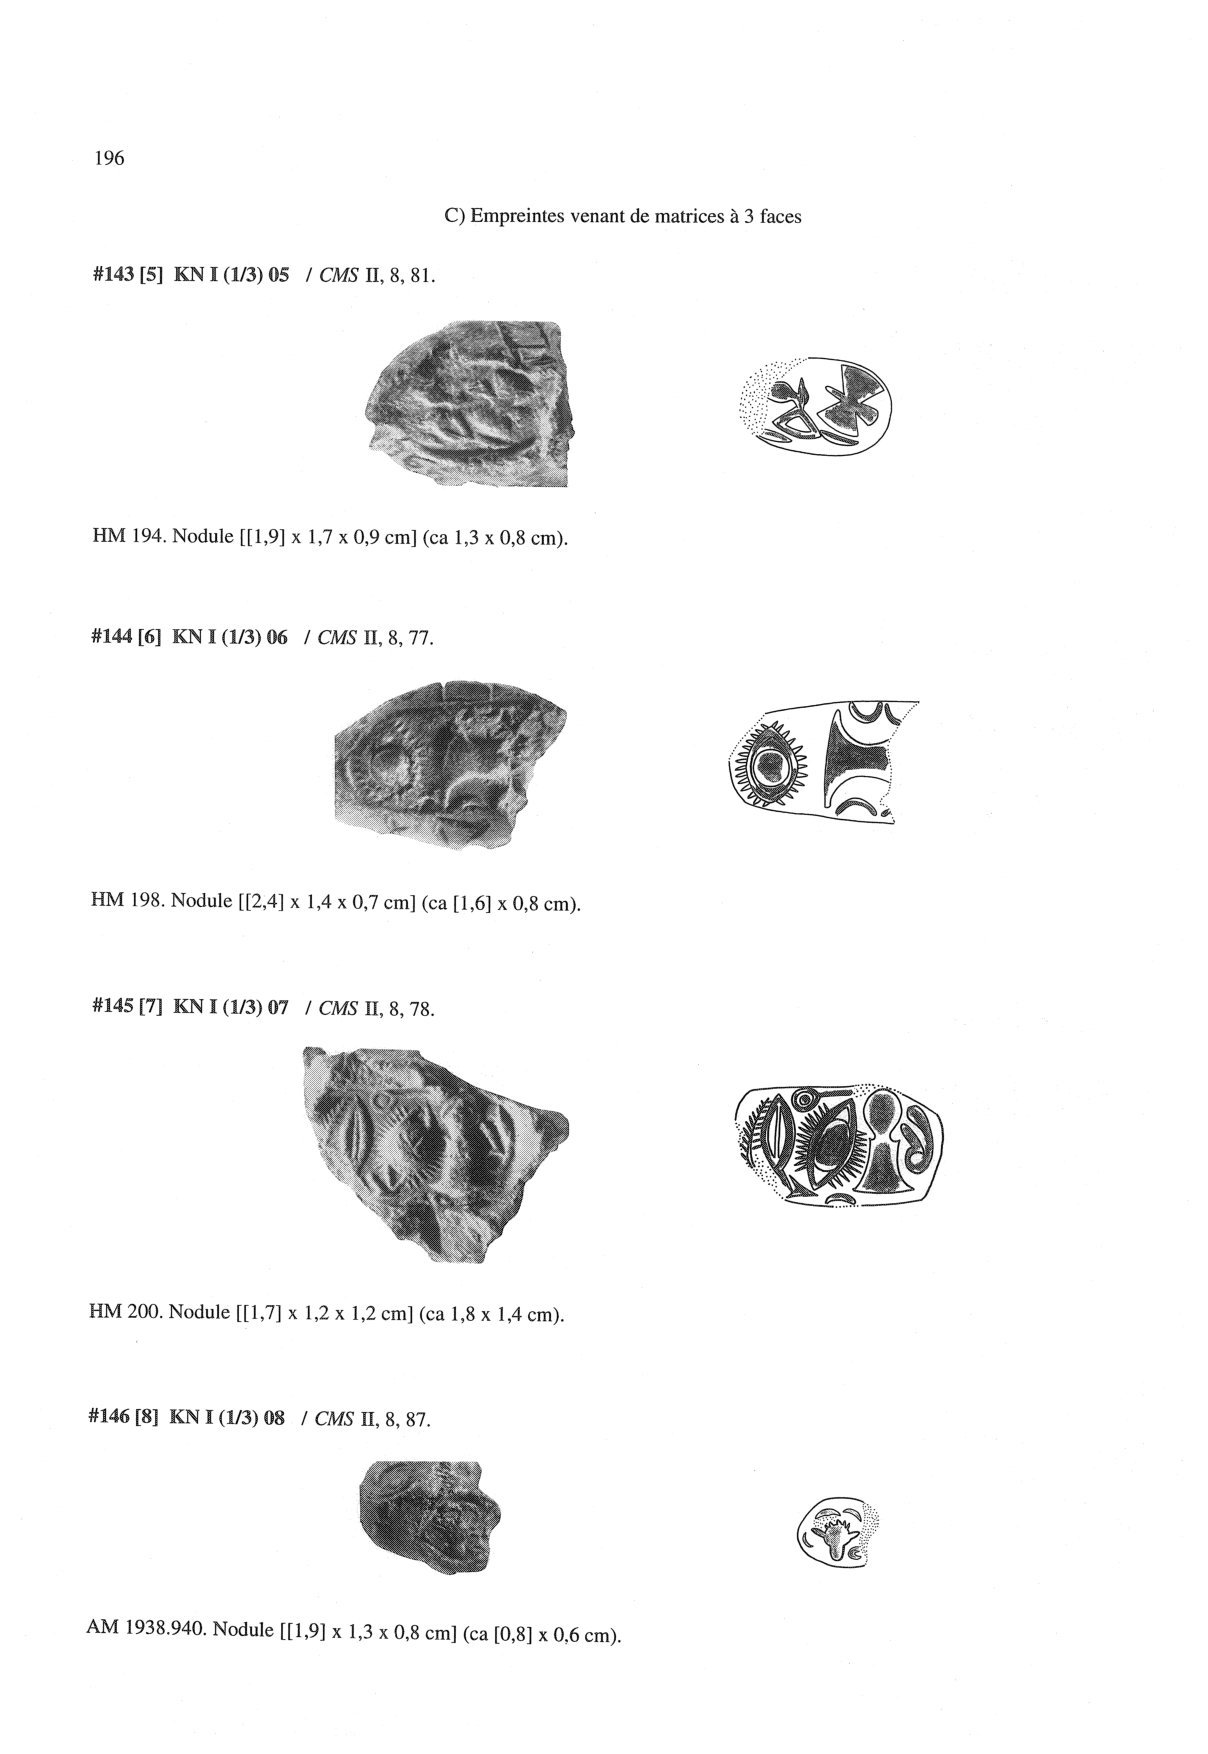 196
C) Empreintes venant de matrices à 3 faces
#143 [5] KN I (1/3) 05 / CMS II, 8, 81.
HM 194. Nodule [[1,9] x 1,7 x 0,9 cm] (ca 1,3 x 0,8 cm).
#144 [6] KN I (1/3) 06 / CMS II, 8, 77.
HM 198. Nodule [[2,4] x 1,4 x 0,7 cm] (ca [1,6] x 0,8 cm).
#145 [7] KN I (1/3) 07 / CMS II, 8, 78.
HM 200. Nodule [[1,7] x 1,2 x 1,2 cm] (ca 1,8 x 1,4 cm).
#146 [8] KN I (1/3) 08 / CMS II, 8, 87.
AM 1938.940. Nodule [[1,9] x 1,3 x 0,8 cm] (ca [0,8] x 0,6 cm).